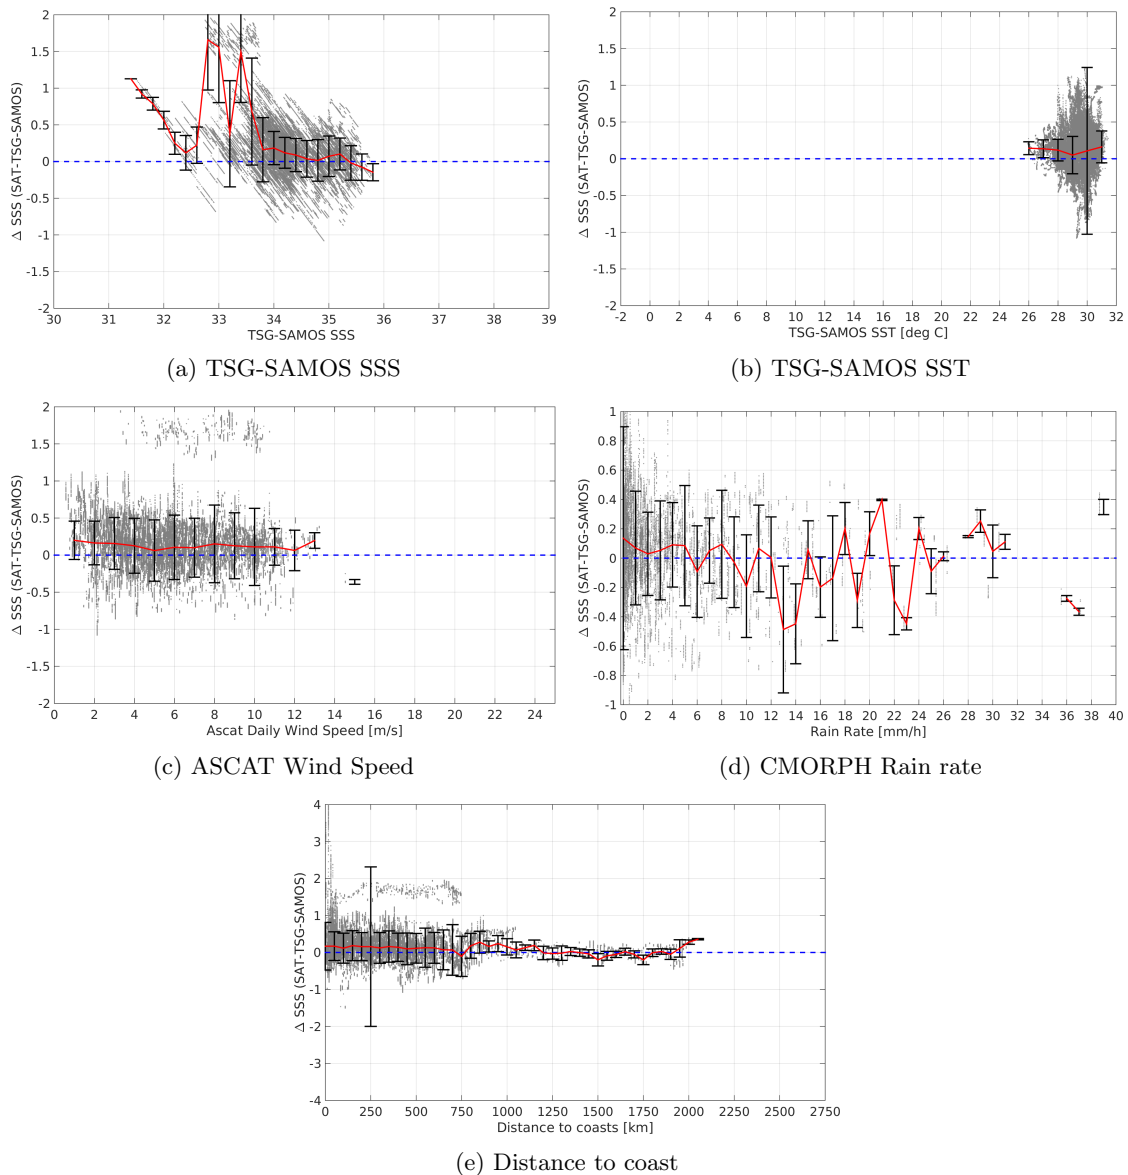 2
1.5
1
0.5
0
-0.5
-1
-1.5
-2
Δ SSS (SAT-TSG-SAMOS)
30 31 32 33 34 35 36 37 38 39
TSG-SAMOS SSS
(a) TSG-SAMOS SSS
2
1.5
1
0.5
0
-0.5
-1
-1.5
-2
Δ SSS (SAT-TSG-SAMOS)
-2 0 2 4 6 8 10 12 14 16 18 20 22 24 26 28 30 32
TSG-SAMOS SST [deg C]
(b) TSG-SAMOS SST
2
1.5
1
0.5
0
-0.5
-1
-1.5
-2
Δ SSS (SAT-TSG-SAMOS)
0 2 4 6 8 10 12 14 16 18 20 22 24
Ascat Daily Wind Speed [m/s]
(c) ASCAT Wind Speed
1
0.8
0.6
0.4
0.2
0
-0.2
-0.4
-0.6
-0.8
-1
Δ SSS (SAT-TSG-SAMOS)
0 2 4 6 8 10 12 14 16 18 20 22 24 26 28 30 32 34 36 38 40
Rain Rate [mm/h]
(d) CMORPH Rain rate
4
3
2
1
0
-1
-2
-3
-4
Δ SSS (SAT-TSG-SAMOS)
0 250 500 750 1000 1250 1500 1750 2000 2250 2500 2750
Distance to coasts [km]
(e) Distance to coast